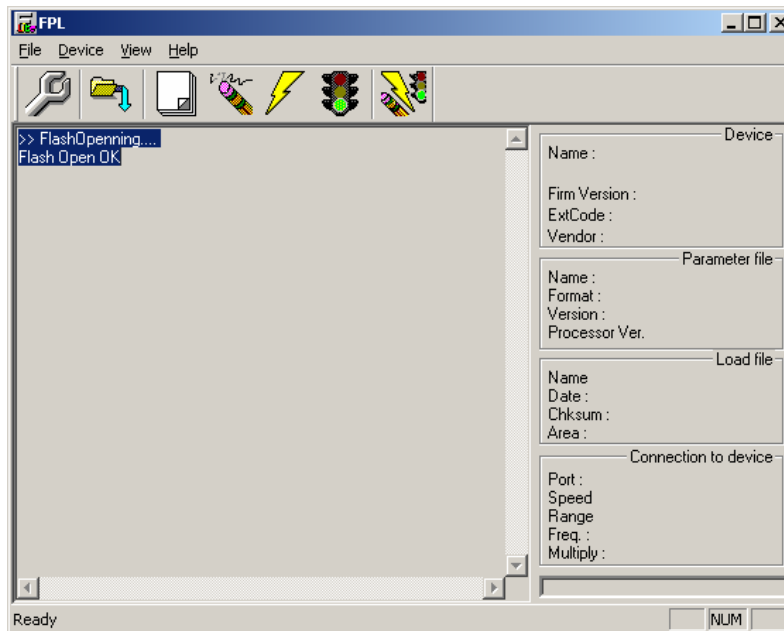 FPL
File Device View Help
>> FlashOpenning....
Flash Open OK
Device
Name :
Firm Version :
ExtCode :
Vendor :
Parameter file
Name :
Format :
Version :
Processor Ver.
Load file
Name
Date :
Chksum :
Area :
Connection to device
Port :
Speed
Range
Freq. :
Multiply :
Ready
NUM